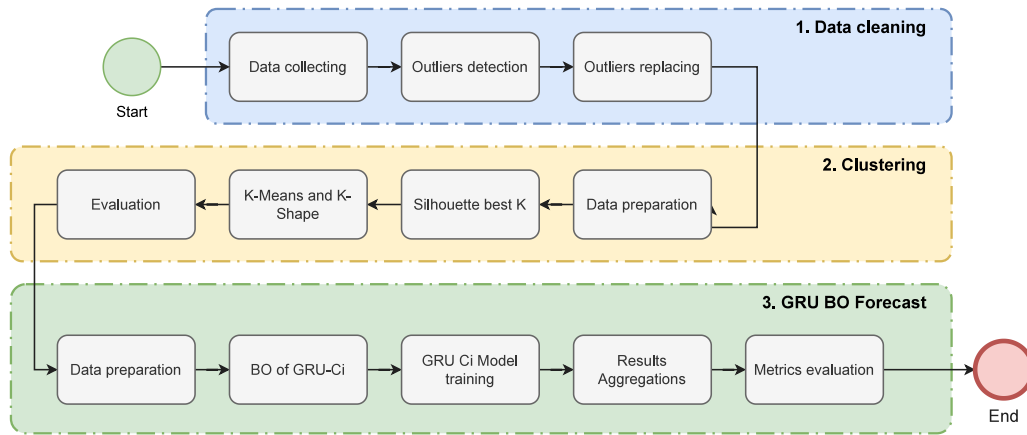 1. Data cleaning
Start
Data collecting
Outliers detection
Outliers replacing
2. Clustering
Evaluation
K-Means and K-
Shape
Silhouette best K
Data preparation
3. GRU BO Forecast
Data preparation
BO of GRU-Ci
GRU Ci Model
training
Results
Aggregations
Metrics evaluation
End